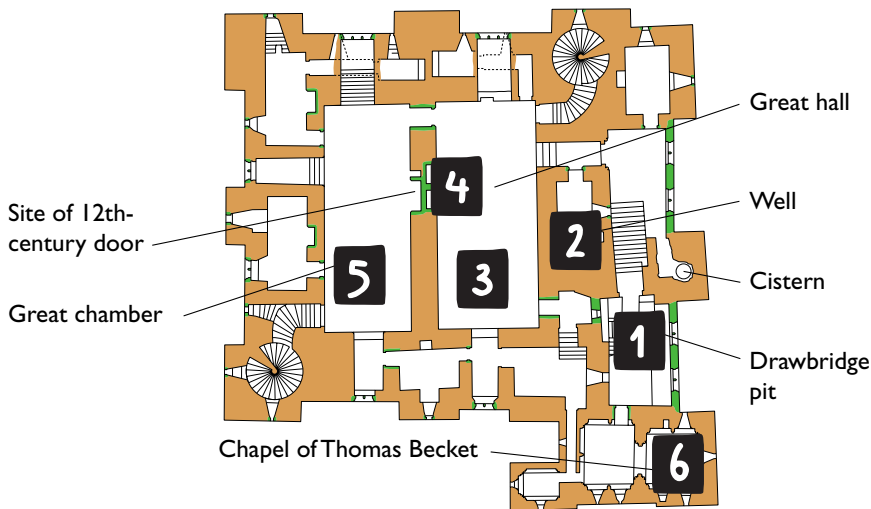 Great hall
4
Well
Site of 12th-
century door
2
Cistern
5
3
Great chamber
1
Drawbridge
pit
Chapel of Thomas Becket
6